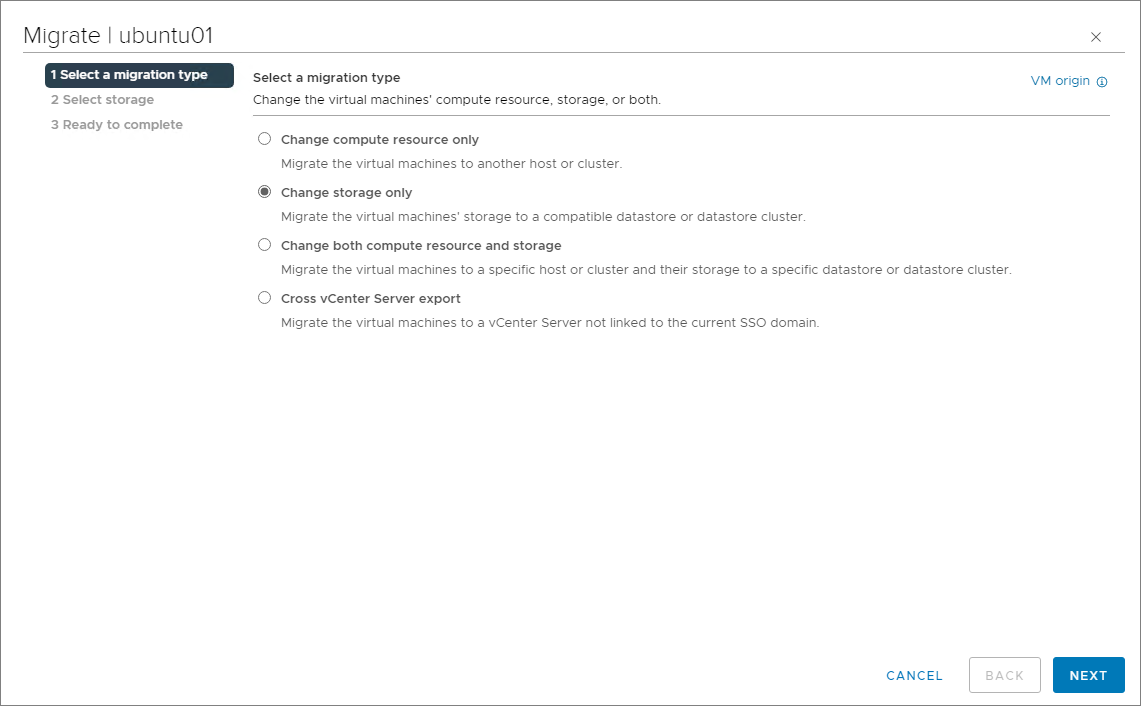 Migrate | ubuntu01
1 Select a migration type
2 Select storage
3 Ready to complete
Select a migration type
VM origin
Change the virtual machines' compute resource, storage, or both.
Change compute resource only
Migrate the virtual machines to another host or cluster.
Change storage only
Migrate the virtual machines' storage to a compatible datastore or datastore cluster.
Change both compute resource and storage
Migrate the virtual machines to a specific host or cluster and their storage to a specific datastore or datastore cluster.
Cross vCenter Server export
Migrate the virtual machines to a vCenter Server not linked to the current SSO domain.
CANCEL
BACK
NEXT